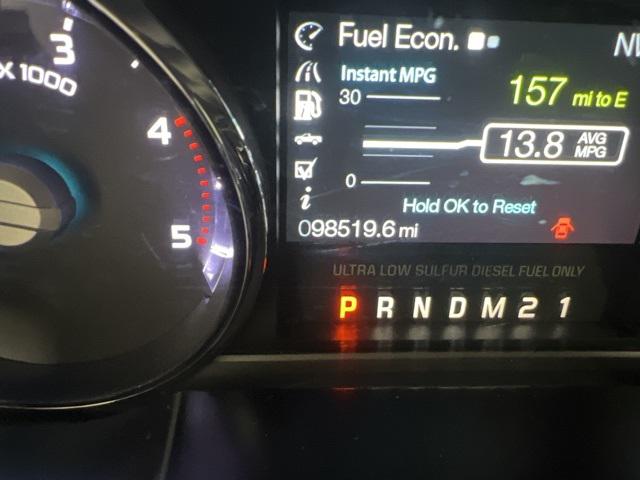 3
X 1000
4
5
Fuel Econ.
Instant MPG
30
157 mi to E
13.8 AVG MPG
0
Hold OK to Reset
098519.6 mi
ULTRA LOW SULFUR DIESEL FUEL ONLY
P R N D M 2 1